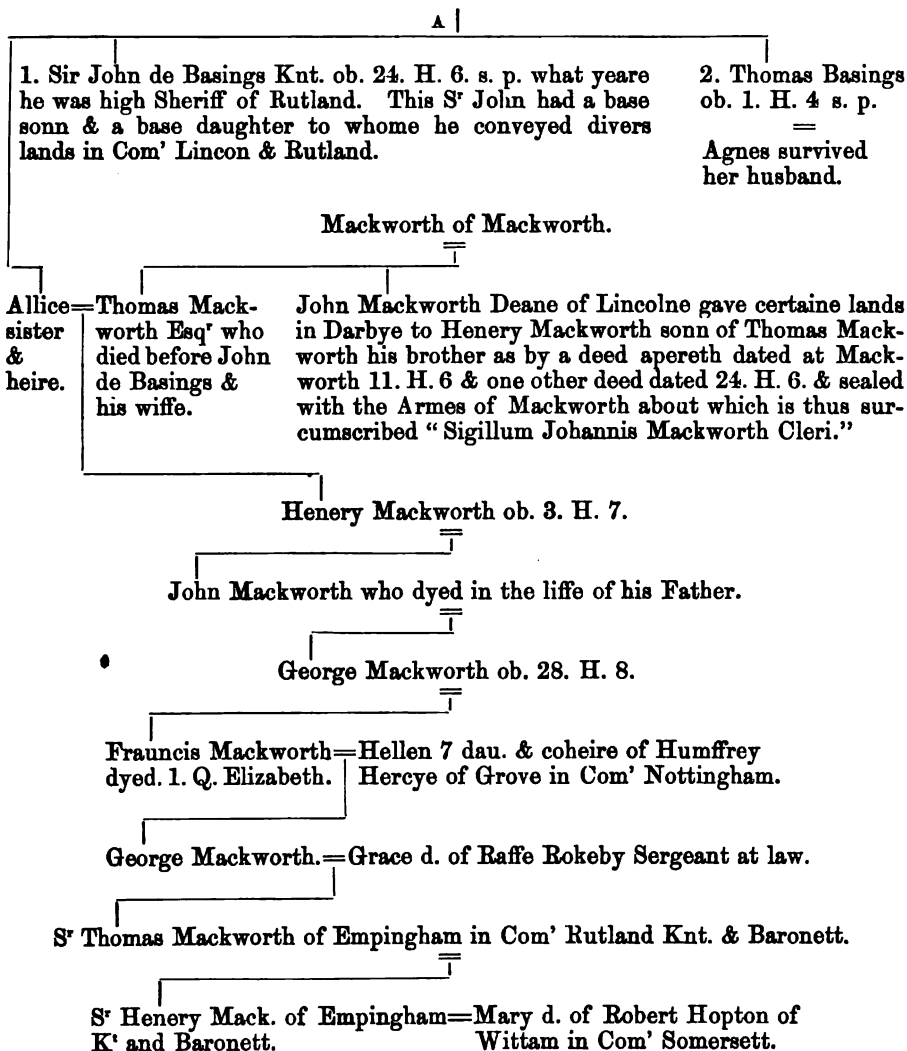 A
1. Sir John de Basings Knt. ob. 24. H. 6. s. p. what yeare
he was high Sheriff of Rutland. This Sʳ John had a base
sonn & a base daughter to whome he conveyed divers
lands in Com' Lincon & Rutland.
2. Thomas Basings
ob. 1. H. 4 s. p.
=
Agnes survived
her husband.
Mackworth of Mackworth.
=
Allice=Thomas Mack-
sister worth Esqʳ who
& died before John
heire. de Basings &
his wiffe.
John Mackworth Deane of Lincolne gave certaine lands
in Darbye to Henery Mackworth sonn of Thomas Mack-
worth his brother as by a deed apereth dated at Mack-
worth 11. H. 6 & one other deed dated 24. H. 6. & sealed
with the Armes of Mackworth about which is thus sur-
cumscribed “Sigillum Johannis Mackworth Cleri.”
Henery Mackworth ob. 3. H. 7.
=
John Mackworth who dyed in the liffe of his Father.
=
George Mackworth ob. 28. H. 8.
=
Frauncis Mackworth=Hellen 7 dau. & coheire of Humffrey
dyed. 1. Q. Elizabeth. Hercye of Grove in Com' Nottingham.
George Mackworth.=Grace d. of Raffe Rokeby Sergeant at law.
Sʳ Thomas Mackworth of Empingham in Com' Rutland Knt. & Baronett.
=
Sʳ Henery Mack. of Empingham=Mary d. of Robert Hopton of
Kᵗ and Baronett. Wittam in Com' Somersett.